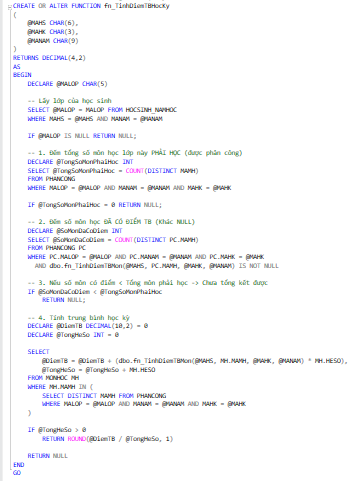 CREATE OR ALTER FUNCTION fn_TinhDiemTBHocKy
(
@MAHS CHAR(6),
@MAHK CHAR(3),
@MANAM CHAR(9)
)
RETURNS DECIMAL(4,2)
AS
BEGIN
DECLARE @MALOP CHAR(5)
-- Lấy lớp của học sinh
SELECT @MALOP = MALOP FROM HOCSINH_NAMHOC
WHERE MAHS = @MAHS AND MANAM = @MANAM
IF @MALOP IS NULL RETURN NULL;
-- 1. Đếm tổng số môn học lớp này PHẢI HỌC (được phân công)
DECLARE @TongSoMonPhaiHoc INT
SELECT @TongSoMonPhaiHoc = COUNT(DISTINCT MAMH)
FROM PHANCONG
WHERE MALOP = @MALOP AND MANAM = @MANAM AND MAHK = @MAHK
IF @TongSoMonPhaiHoc = 0 RETURN NULL;
-- 2. Đếm số môn học ĐÃ CÓ ĐIỂM TB (Khác NULL)
DECLARE @SoMonDaCoDiem INT
SELECT @SoMonDaCoDiem = COUNT(DISTINCT PC.MAMH)
FROM PHANCONG PC
WHERE PC.MALOP = @MALOP AND PC.MANAM = @MANAM AND PC.MAHK = @MAHK
AND dbo.fn_TinhDiemTBMon(@MAHS, PC.MAMH, @MAHK, @MANAM) IS NOT NULL
-- 3. Nếu số môn có điểm < Tổng môn phải học -> Chưa tổng kết được
IF @SoMonDaCoDiem < @TongSoMonPhaiHoc
RETURN NULL;
-- 4. Tính trung bình học kỳ
DECLARE @DiemTB DECIMAL(10,2) = 0
DECLARE @TongHeSo INT = 0
SELECT
@DiemTB = @DiemTB + (dbo.fn_TinhDiemTBMon(@MAHS, MH.MAMH, @MAHK, @MANAM) * MH.HESO),
@TongHeSo = @TongHeSo + MH.HESO
FROM MONHOC MH
WHERE MH.MAMH IN (
SELECT DISTINCT MAMH FROM PHANCONG
WHERE MALOP = @MALOP AND MANAM = @MANAM AND MAHK = @MAHK
)
IF @TongHeSo > 0
RETURN ROUND(@DiemTB / @TongHeSo, 1)
RETURN NULL
END
GO